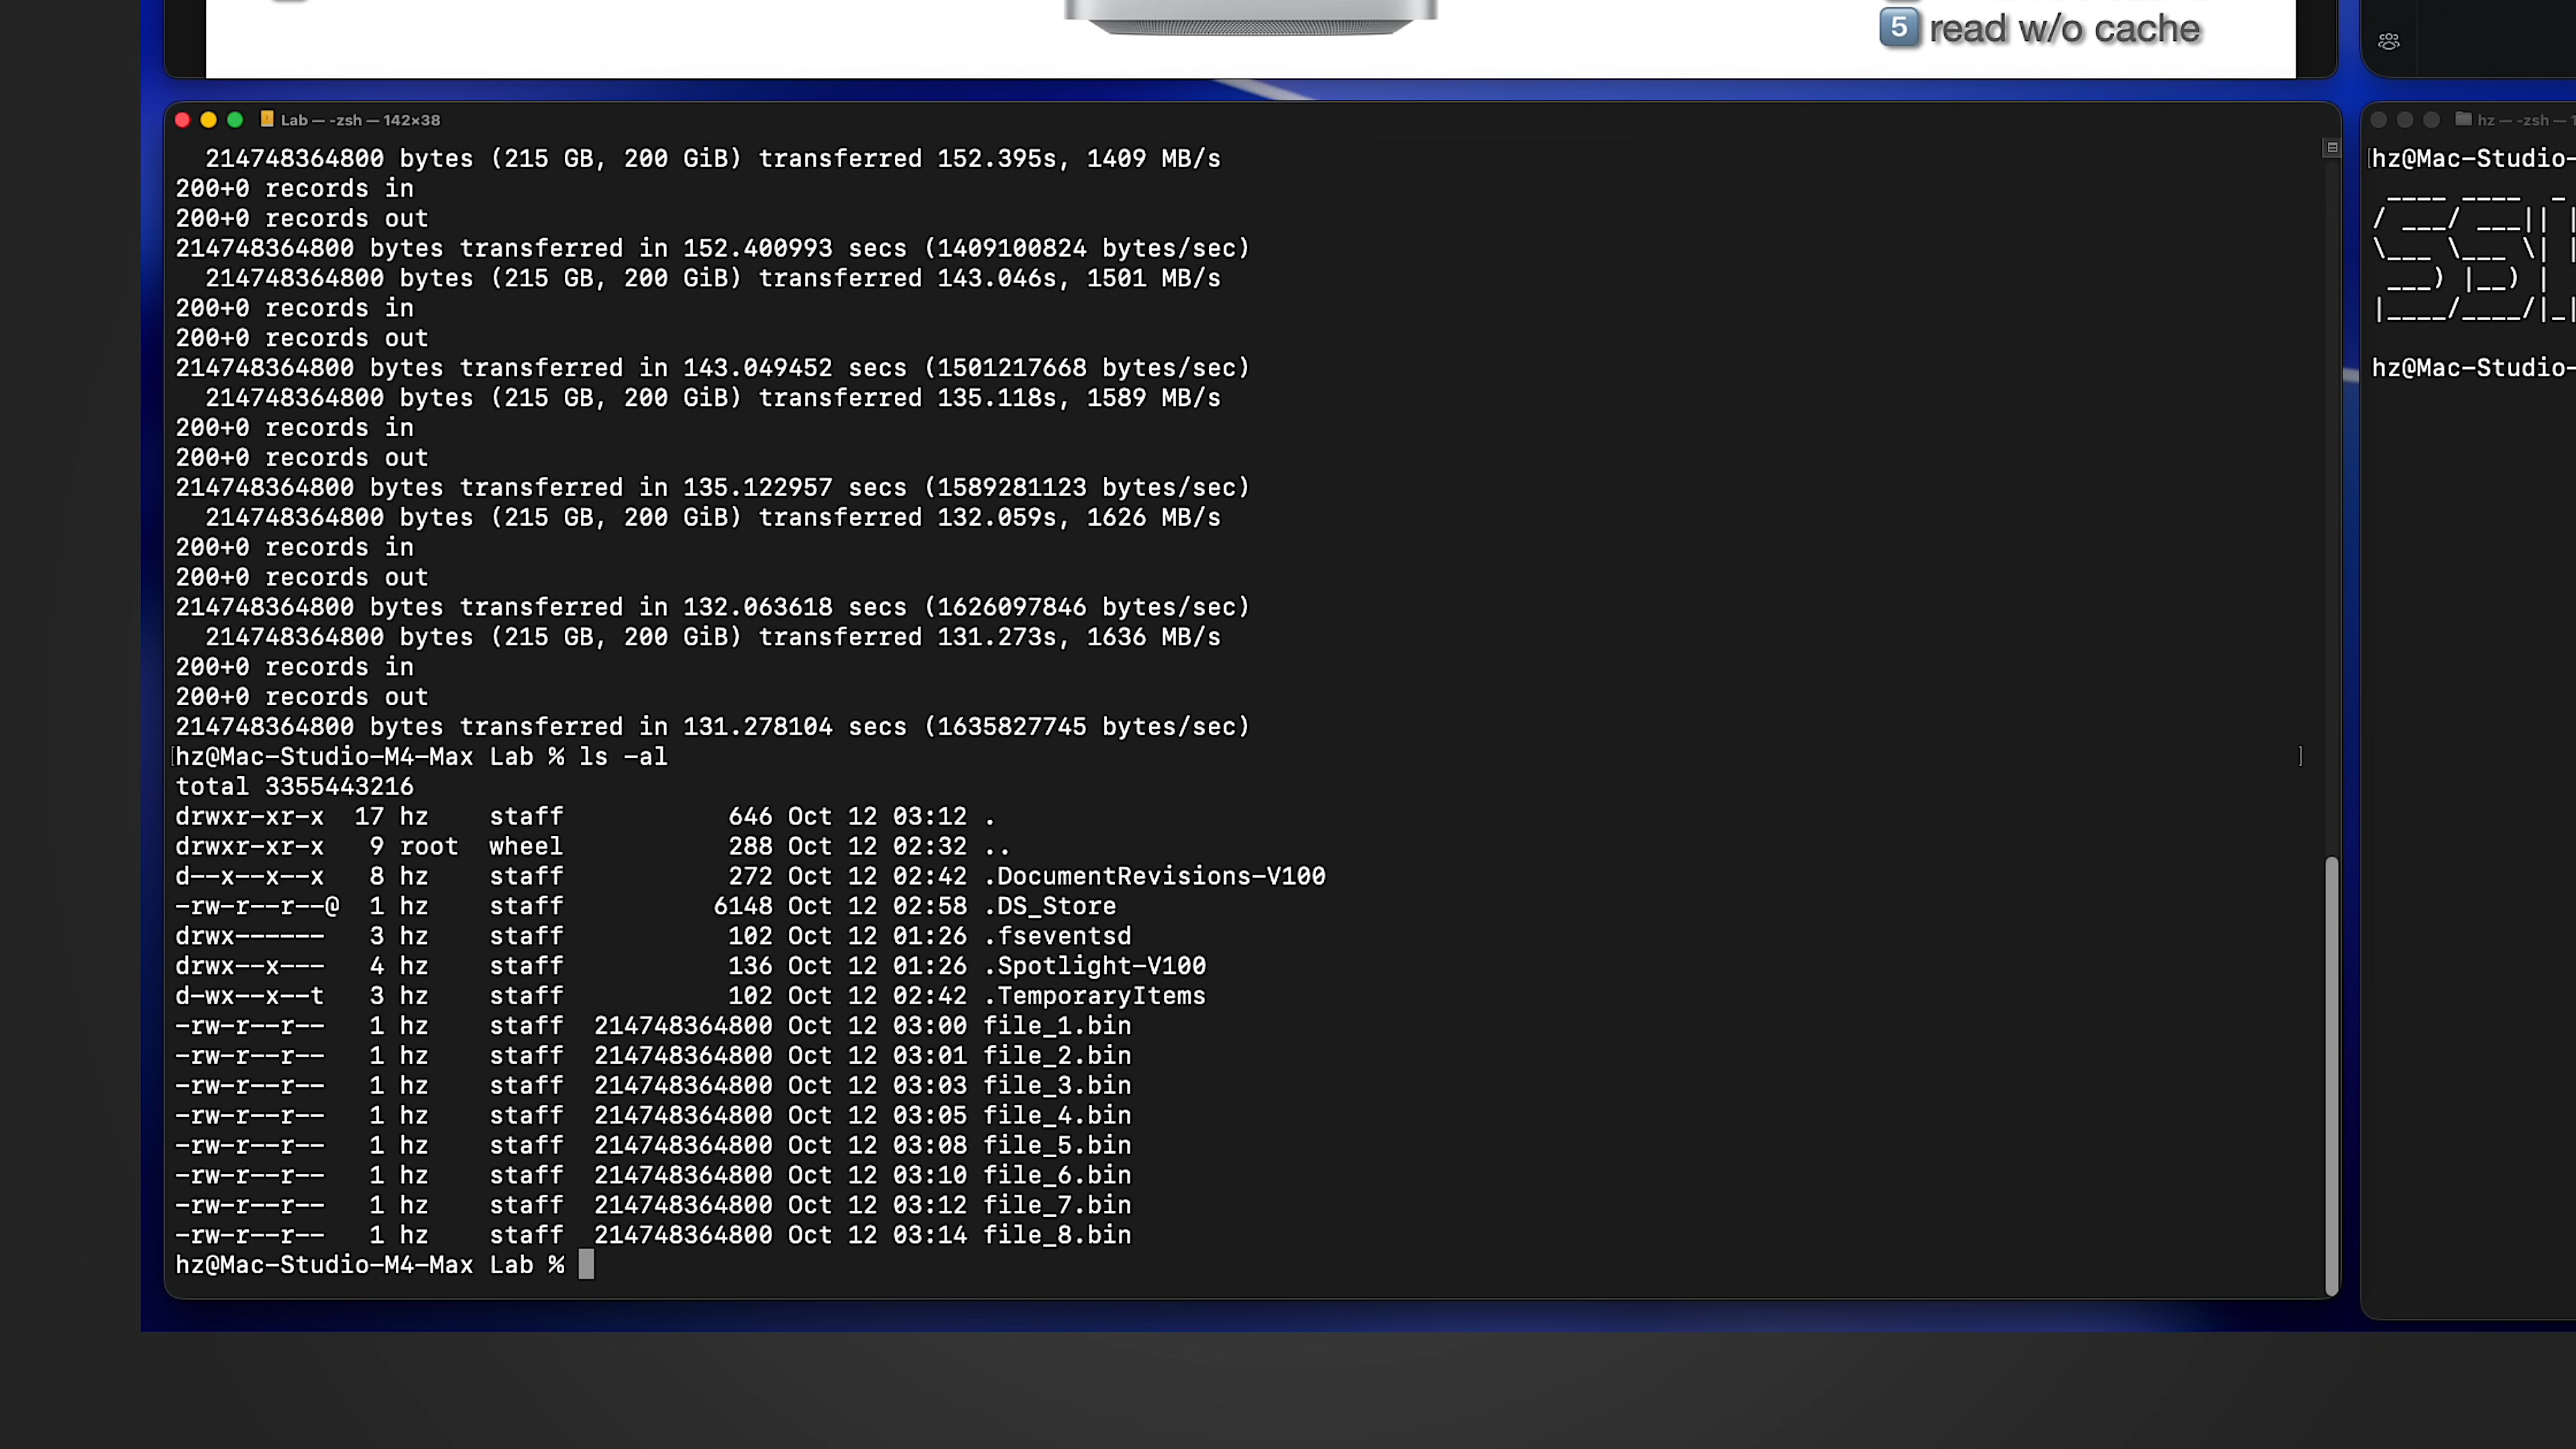 5 read w/o cache
Lab — -zsh — 142×38
214748364800 bytes (215 GB, 200 GiB) transferred 152.395s, 1409 MB/s
200+0 records in
200+0 records out
214748364800 bytes transferred in 152.400993 secs (1409100824 bytes/sec)
214748364800 bytes (215 GB, 200 GiB) transferred 143.046s, 1501 MB/s
200+0 records in
200+0 records out
214748364800 bytes transferred in 143.049452 secs (1501217668 bytes/sec)
214748364800 bytes (215 GB, 200 GiB) transferred 135.118s, 1589 MB/s
200+0 records in
200+0 records out
214748364800 bytes transferred in 135.122957 secs (1589281123 bytes/sec)
214748364800 bytes (215 GB, 200 GiB) transferred 132.059s, 1626 MB/s
200+0 records in
200+0 records out
214748364800 bytes transferred in 132.063618 secs (1626097846 bytes/sec)
214748364800 bytes (215 GB, 200 GiB) transferred 131.273s, 1636 MB/s
200+0 records in
200+0 records out
214748364800 bytes transferred in 131.278104 secs (1635827745 bytes/sec)
[hz@Mac-Studio-M4-Max Lab % ls -al ]
total 3355443216
drwxr-xr-x  17 hz    staff           646 Oct 12 03:12 .
drwxr-xr-x   9 root  wheel           288 Oct 12 02:32 ..
d--x--x--x   8 hz    staff           272 Oct 12 02:42 .DocumentRevisions-V100
-rw-r--r--@  1 hz    staff          6148 Oct 12 02:58 .DS_Store
drwx------   3 hz    staff           102 Oct 12 01:26 .fseventsd
drwx--x---   4 hz    staff           136 Oct 12 01:26 .Spotlight-V100
d-wx--x--t   3 hz    staff           102 Oct 12 02:42 .TemporaryItems
-rw-r--r--   1 hz    staff  214748364800 Oct 12 03:00 file_1.bin
-rw-r--r--   1 hz    staff  214748364800 Oct 12 03:01 file_2.bin
-rw-r--r--   1 hz    staff  214748364800 Oct 12 03:03 file_3.bin
-rw-r--r--   1 hz    staff  214748364800 Oct 12 03:05 file_4.bin
-rw-r--r--   1 hz    staff  214748364800 Oct 12 03:08 file_5.bin
-rw-r--r--   1 hz    staff  214748364800 Oct 12 03:10 file_6.bin
-rw-r--r--   1 hz    staff  214748364800 Oct 12 03:12 file_7.bin
-rw-r--r--   1 hz    staff  214748364800 Oct 12 03:14 file_8.bin
hz@Mac-Studio-M4-Max Lab %
hz — -zsh — 1
[hz@Mac-Studio-
hz@Mac-Studio-